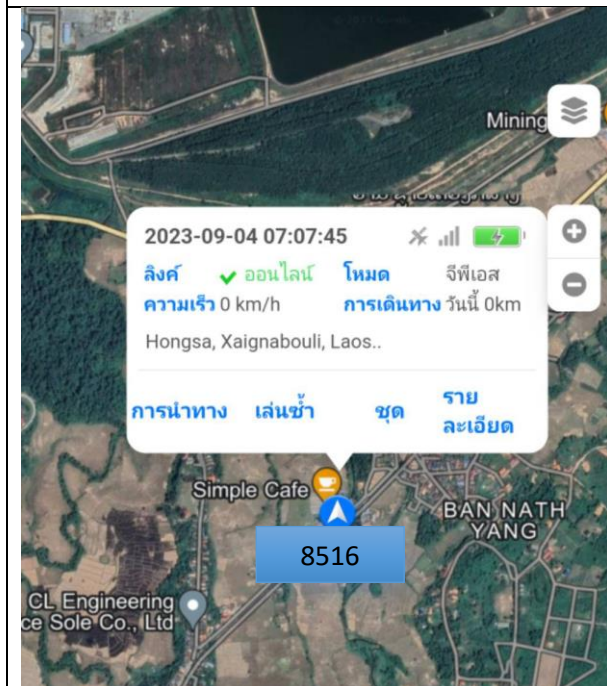 Mining
2023-09-04 07:07:45
ลิงค์ ออนไลน์ โหมด จีพีเอส
ความเร็ว 0 km/h การเดินทาง วันนี้ 0km
Hongsa, Xaignabouli, Laos..
การนำทาง เล่นซ้ำ ชุด ราย
ละเอียด
Simple Cafe
BAN NATH
YANG
8516
CL Engineering
ce Sole Co., Ltd